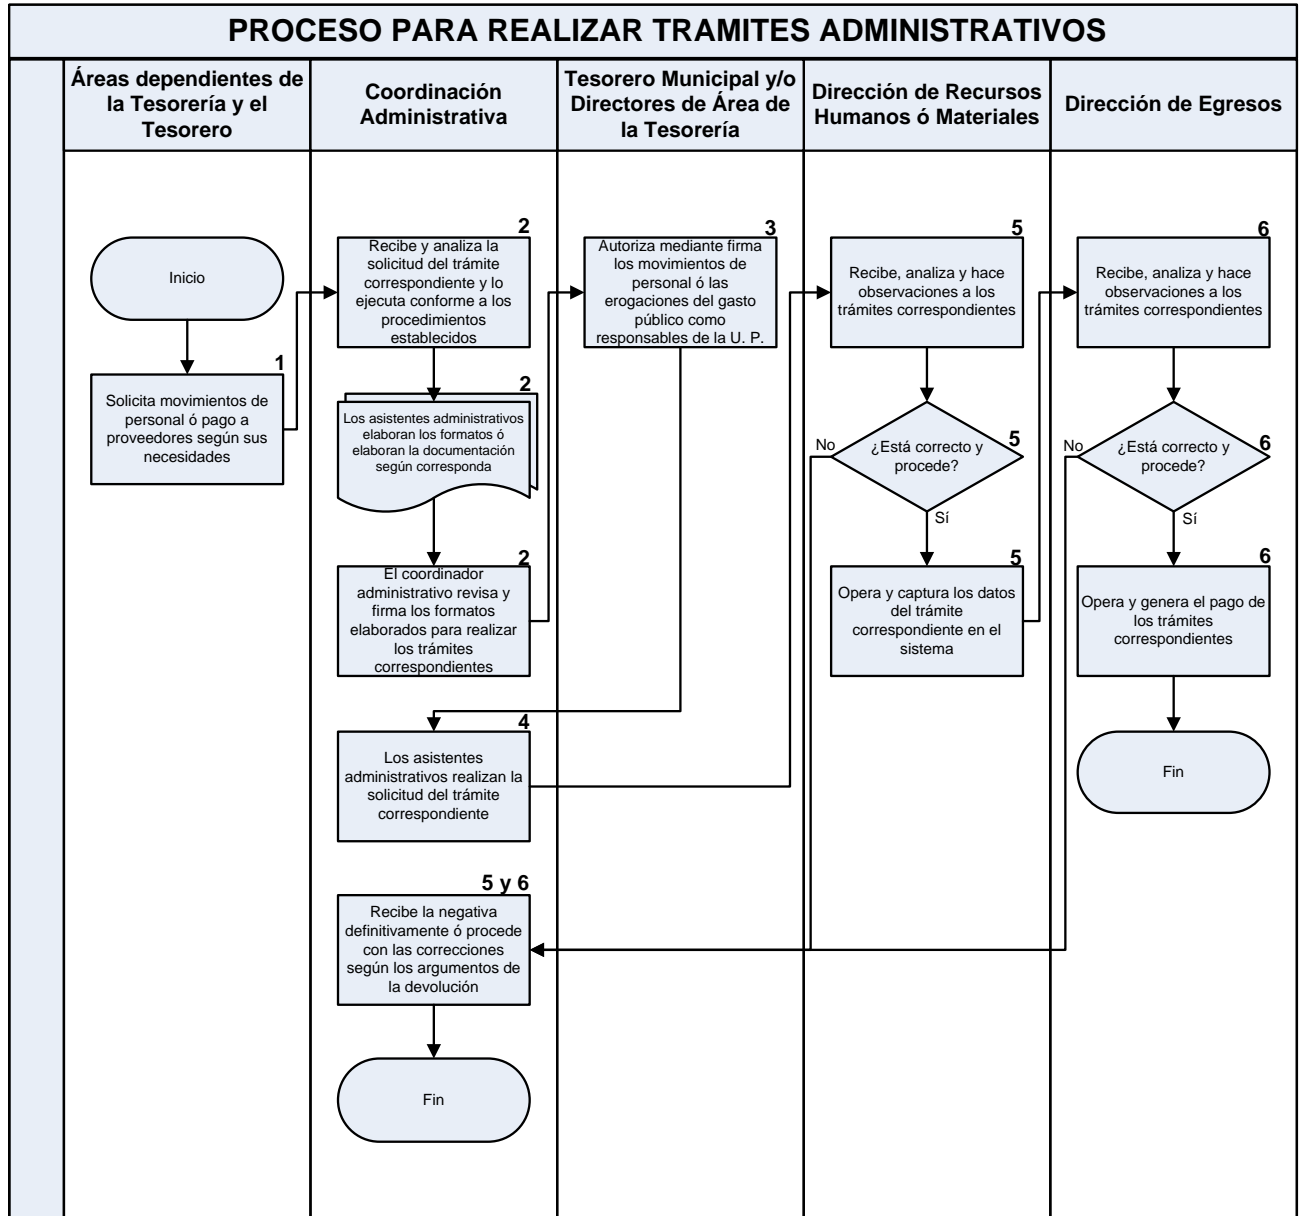 PROCESO PARA REALIZAR TRAMITES ADMINISTRATIVOS
Áreas dependientes de
la Tesorería y el
Tesorero
Coordinación
Administrativa
Tesorero Municipal y/o
Directores de Área de
la Tesorería
Dirección de Recursos
Humanos ó Materiales
Dirección de Egresos
Inicio
1
Solicita movimientos de
personal ó pago a
proveedores según sus
necesidades
2
Recibe y analiza la
solicitud del trámite
correspondiente y lo
ejecuta conforme a los
procedimientos
establecidos
2
Los asistentes administrativos
elaboran los formatos ó
elaboran la documentación
según corresponda
2
El coordinador
administrativo revisa y
firma los formatos
elaborados para realizar
los trámites
correspondientes
3
Autoriza mediante firma
los movimientos de
personal ó las
erogaciones del gasto
público como
responsables de la U. P.
4
Los asistentes
administrativos realizan la
solicitud del trámite
correspondiente
5
Recibe, analiza y hace
observaciones a los
trámites correspondientes
5
¿Está correcto y
procede?
No
Sí
5
Opera y captura los datos
del trámite
correspondiente en el
sistema
6
Recibe, analiza y hace
observaciones a los
trámites correspondientes
6
¿Está correcto y
procede?
No
Sí
6
Opera y genera el pago de
los trámites
correspondientes
Fin
5 y 6
Recibe la negativa
definitivamente ó procede
con las correcciones
según los argumentos de
la devolución
Fin